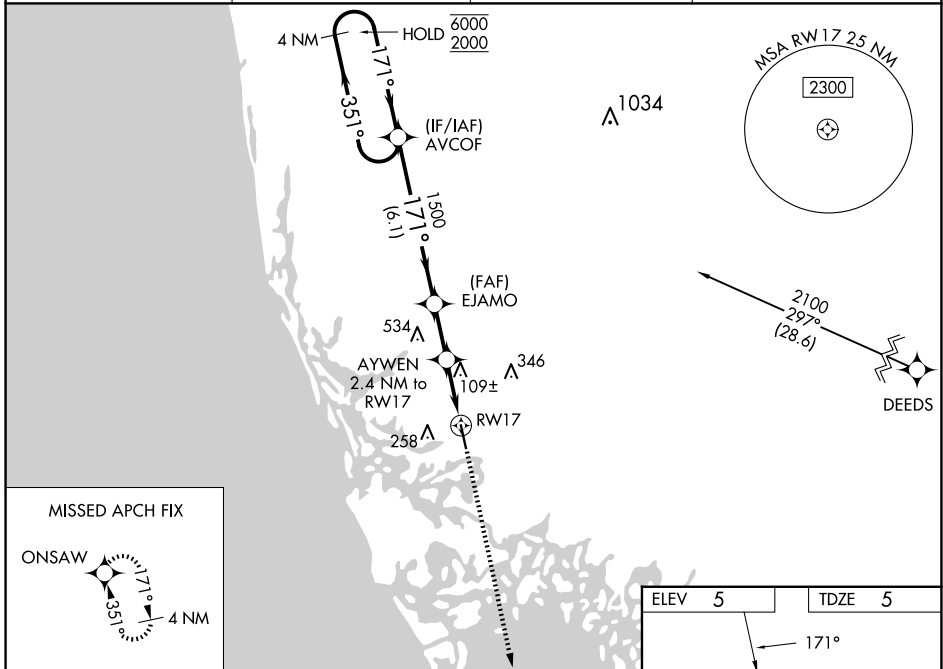 4 NM
HOLD
6000
2000
171°
351°
(IF/IAF)
AVCOF
1034
MSA RW 17 25 NM
2300
1500
171°
(6.1)
(FAF)
EJAMO
534
AYWEN
2.4 NM to
RW17
109±
346
258
RW17
2100
297°
(28.6)
DEEDS
MISSED APCH FIX
ONSAW
171°
351°
4 NM
ELEV 5
TDZE 5
171°